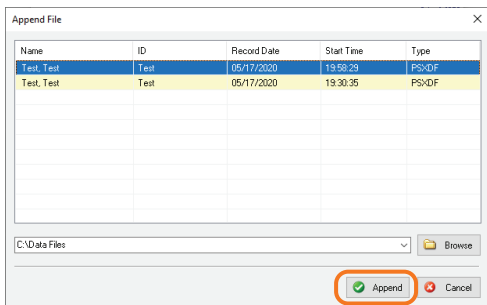 Append File
Name ID Record Date Start Time Type
Test, Test Test 05/17/2020 19:58:29 PSXDF
Test, Test Test 05/17/2020 19:30:35 PSXDF
C:\Data Files Browse
Append Cancel